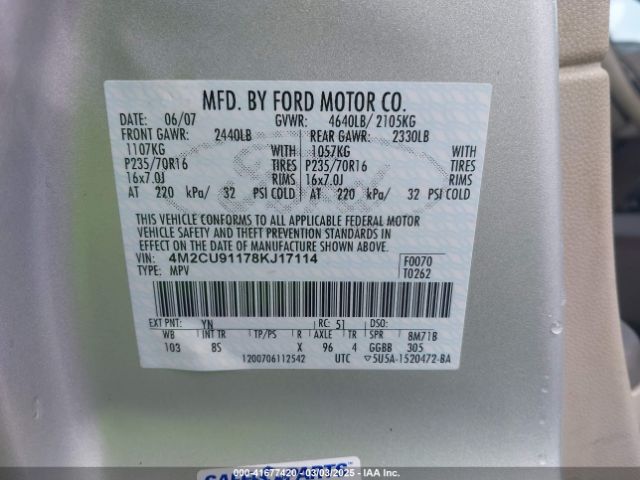 MFD. BY FORD MOTOR CO.
DATE: 06/07 GVWR: 4640LB/ 2105KG
FRONT GAWR: 2440LB REAR GAWR: 2330LB
1107KG WITH 1057KG WITH
P235/70R16 TIRES P235/70R16 TIRES
16x7.0J RIMS 16x7.0J RIMS
AT 220 kPa/ 32 PSI COLD AT 220 kPa/ 32 PSI COLD
THIS VEHICLE CONFORMS TO ALL APPLICABLE FEDERAL MOTOR
VEHICLE SAFETY AND THEFT PREVENTION STANDARDS IN
EFFECT ON THE DATE OF MANUFACTURE SHOWN ABOVE.
VIN: 4M2CU91178KJ17114 F0070
TYPE: MPV T0262
EXT PNT: YN RC: 51 DSO:
WB INT TR TP/PS R AXLE TR SPR 8M71B
103 8S X 96 4 GGBB 305
1200706112542 UTC ▽5U5A-1520472-BA
STOCK: 41677420 / 03/03/2025 / IAA Inc.